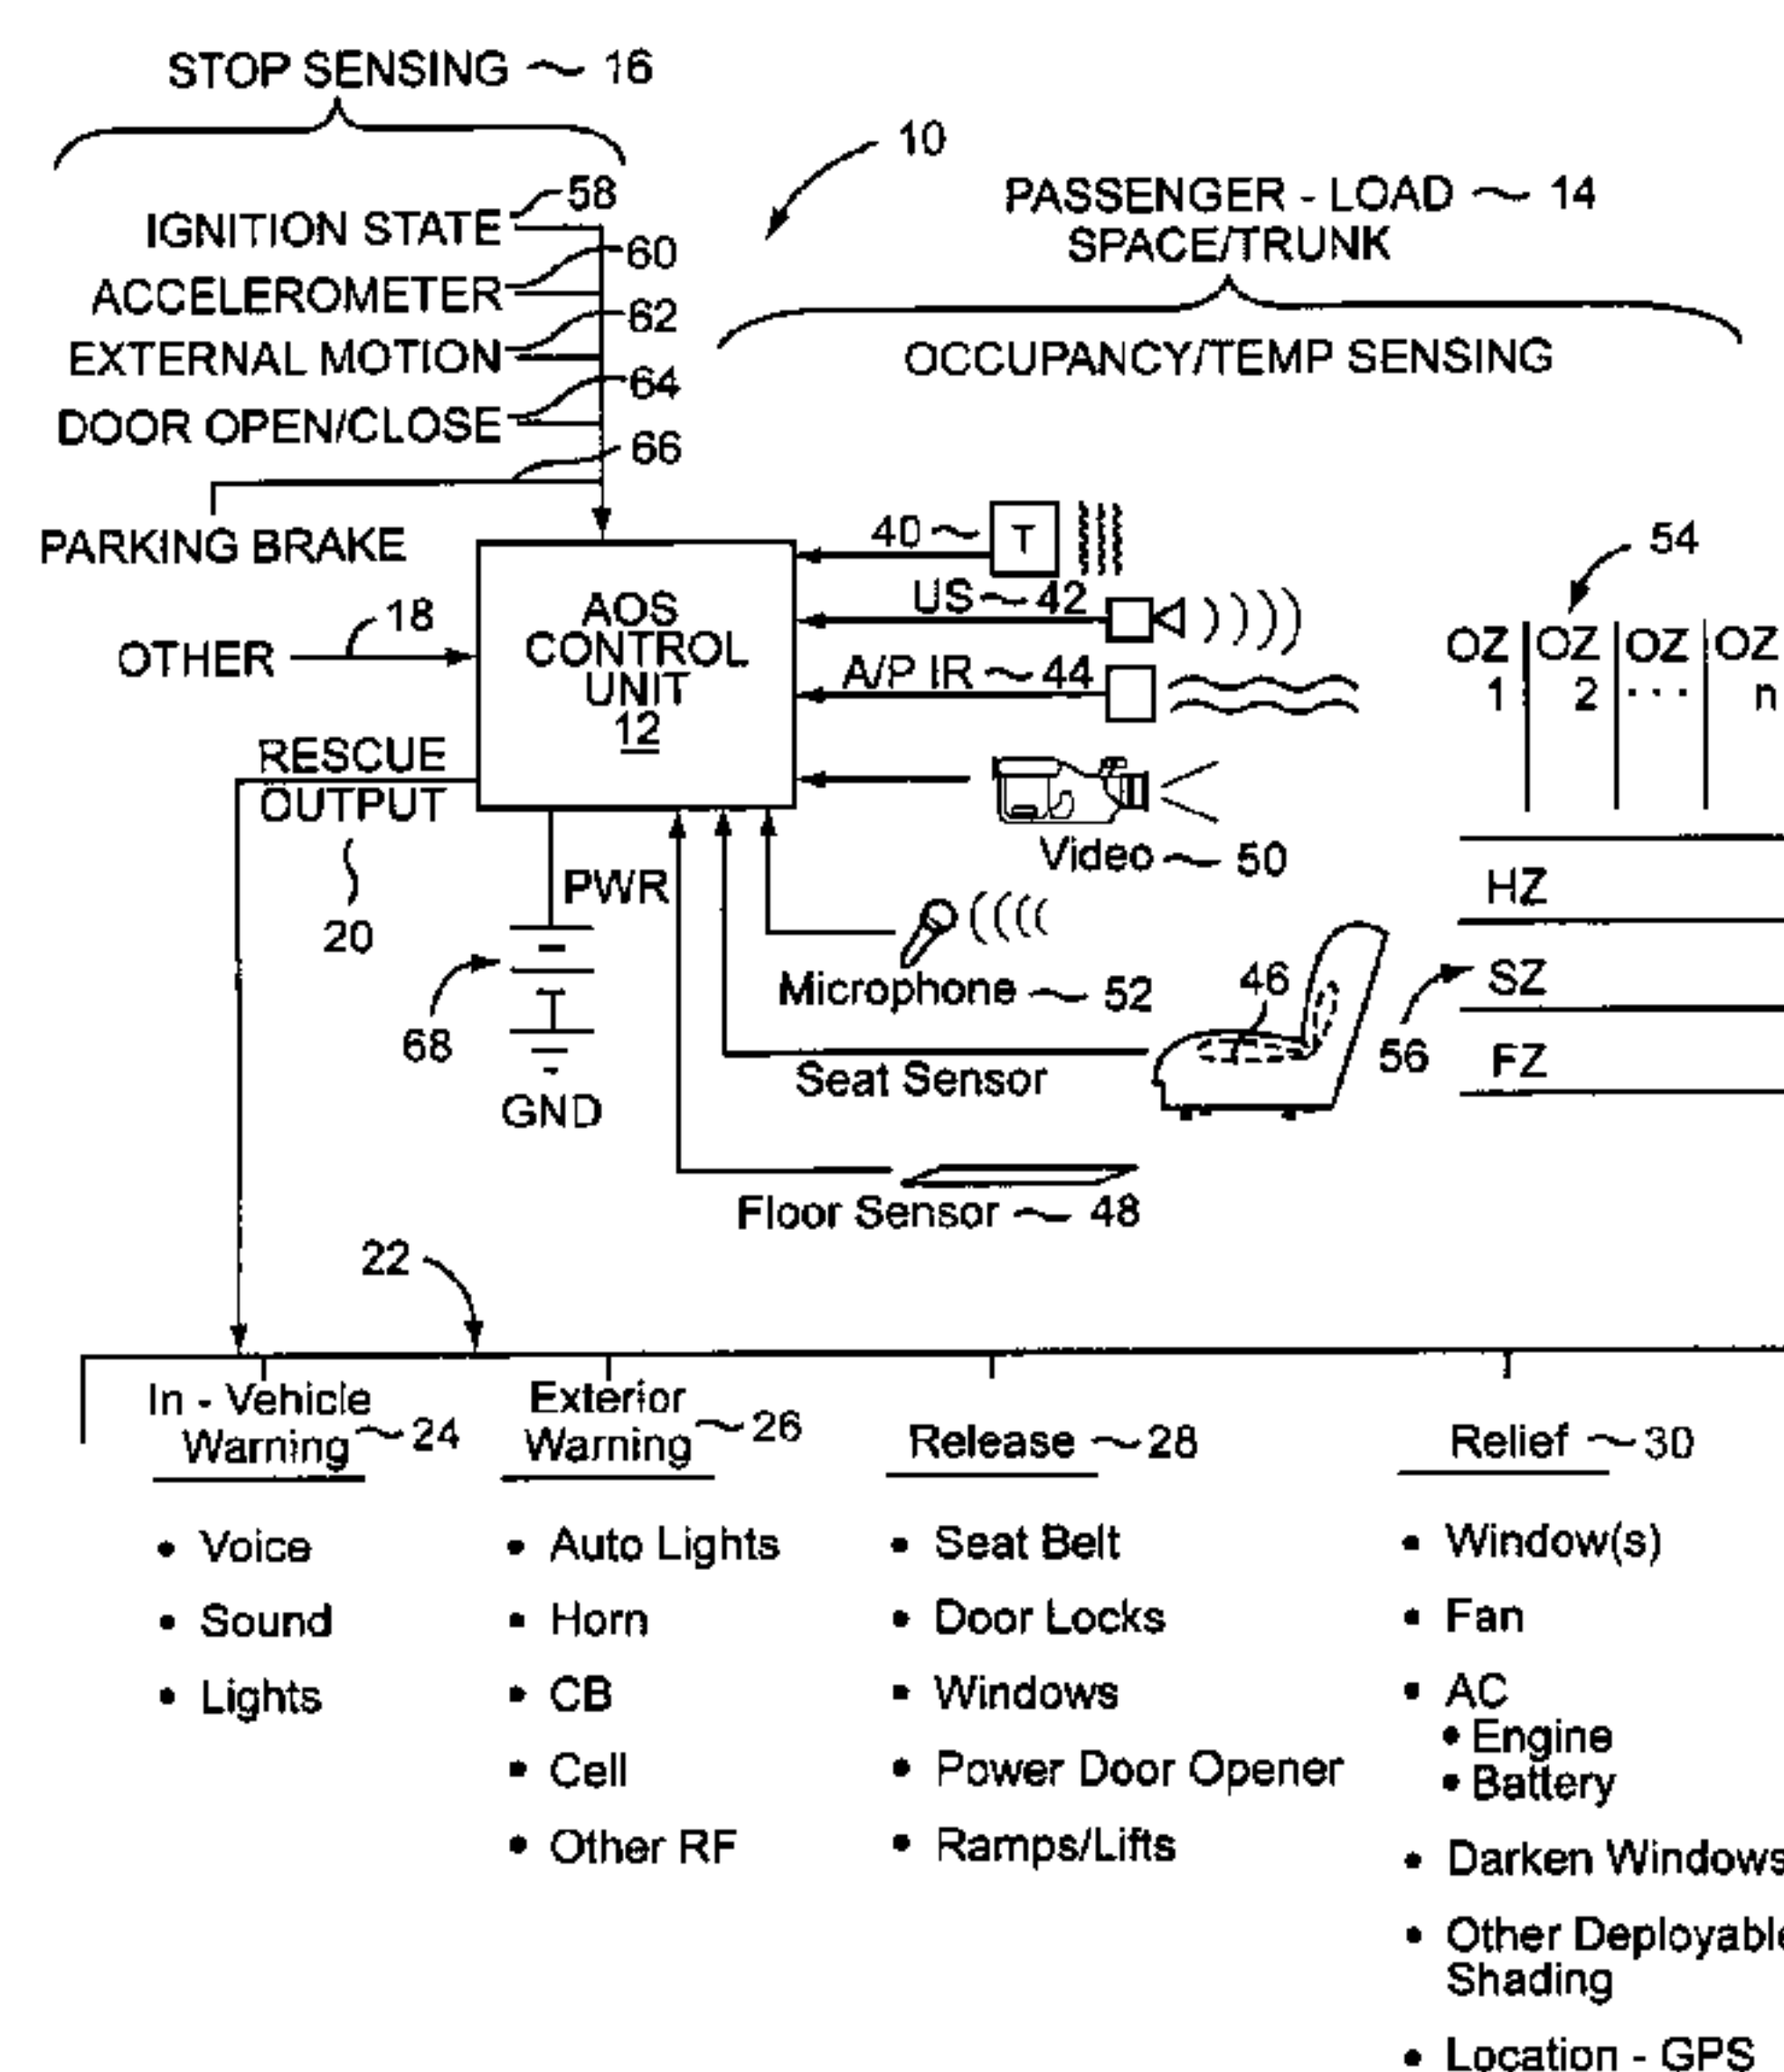 STOP SENSING ~ 16
10
PASSENGER - LOAD ~ 14
SPACE/TRUNK
OCCUPANCY/TEMP SENSING
IGNITION STATE 58
ACCELEROMETER 60
EXTERNAL MOTION 62
DOOR OPEN/CLOSE 64
66
PARKING BRAKE
OTHER 18
AOS
CONTROL
UNIT
12
RESCUE
OUTPUT
20
PWR
68
GND
40 ~ T
US ~ 42
A/P IR ~ 44
Video ~ 50
Microphone ~ 52
46
Seat Sensor
Floor Sensor ~ 48
54
OZ OZ OZ OZ
1 2 ... n
HZ
56 SZ
FZ
22
In - Vehicle
Warning ~ 24
• Voice
• Sound
• Lights
Exterior
Warning ~ 26
• Auto Lights
• Horn
• CB
• Cell
• Other RF
Release ~ 28
• Seat Belt
• Door Locks
• Windows
• Power Door Opener
• Ramps/Lifts
Relief ~ 30
• Window(s)
• Fan
• AC
• Engine
• Battery
• Darken Windows
• Other Deployable
Shading
• Location - GPS